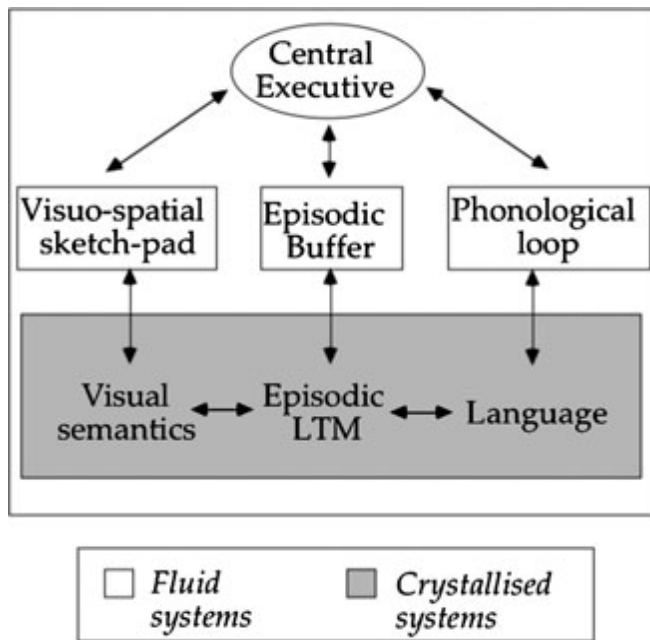 Central
Executive
Visuo-spatial
sketch-pad
Episodic
Buffer
Phonological
loop
Visual
semantics
Episodic
LTM
Language
Fluid
systems
Crystallised
systems